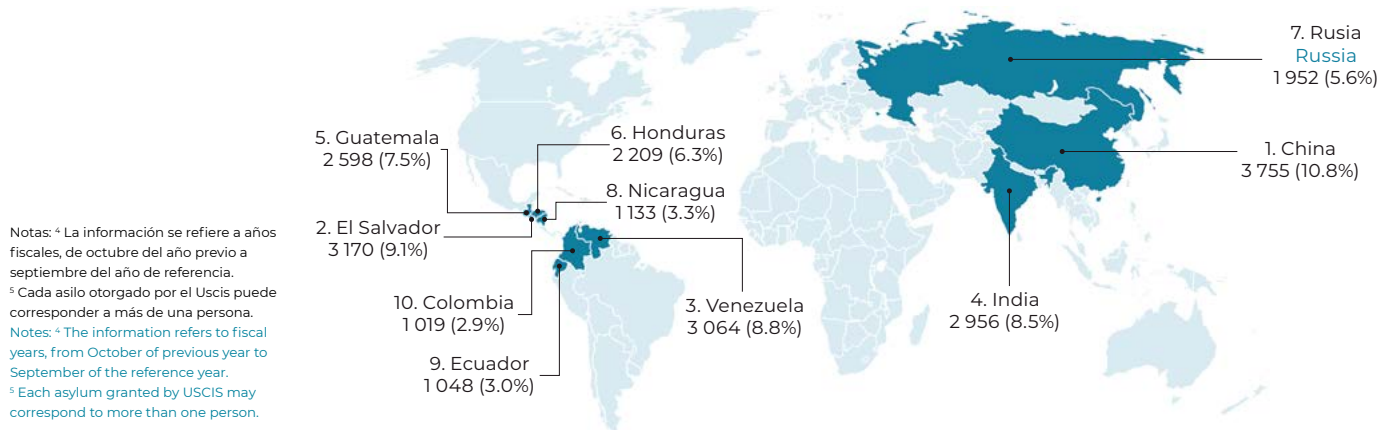 7. Rusia
Russia
1 952 (5.6%)
6. Honduras
2 209 (6.3%)
5. Guatemala
2 598 (7.5%)
1. China
3 755 (10.8%)
8. Nicaragua
1 133 (3.3%)
2. El Salvador
3 170 (9.1%)
10. Colombia
1 019 (2.9%)
3. Venezuela
3 064 (8.8%)
4. India
2 956 (8.5%)
9. Ecuador
1 048 (3.0%)
Notas: ⁴ La información se refiere a años
fiscales, de octubre del año previo a
septiembre del año de referencia.
⁵ Cada asilo otorgado por el Uscis puede
corresponder a más de una persona.
Notes: ⁴ The information refers to fiscal
years, from October of previous year to
September of the reference year.
⁵ Each asylum granted by USCIS may
correspond to more than one person.